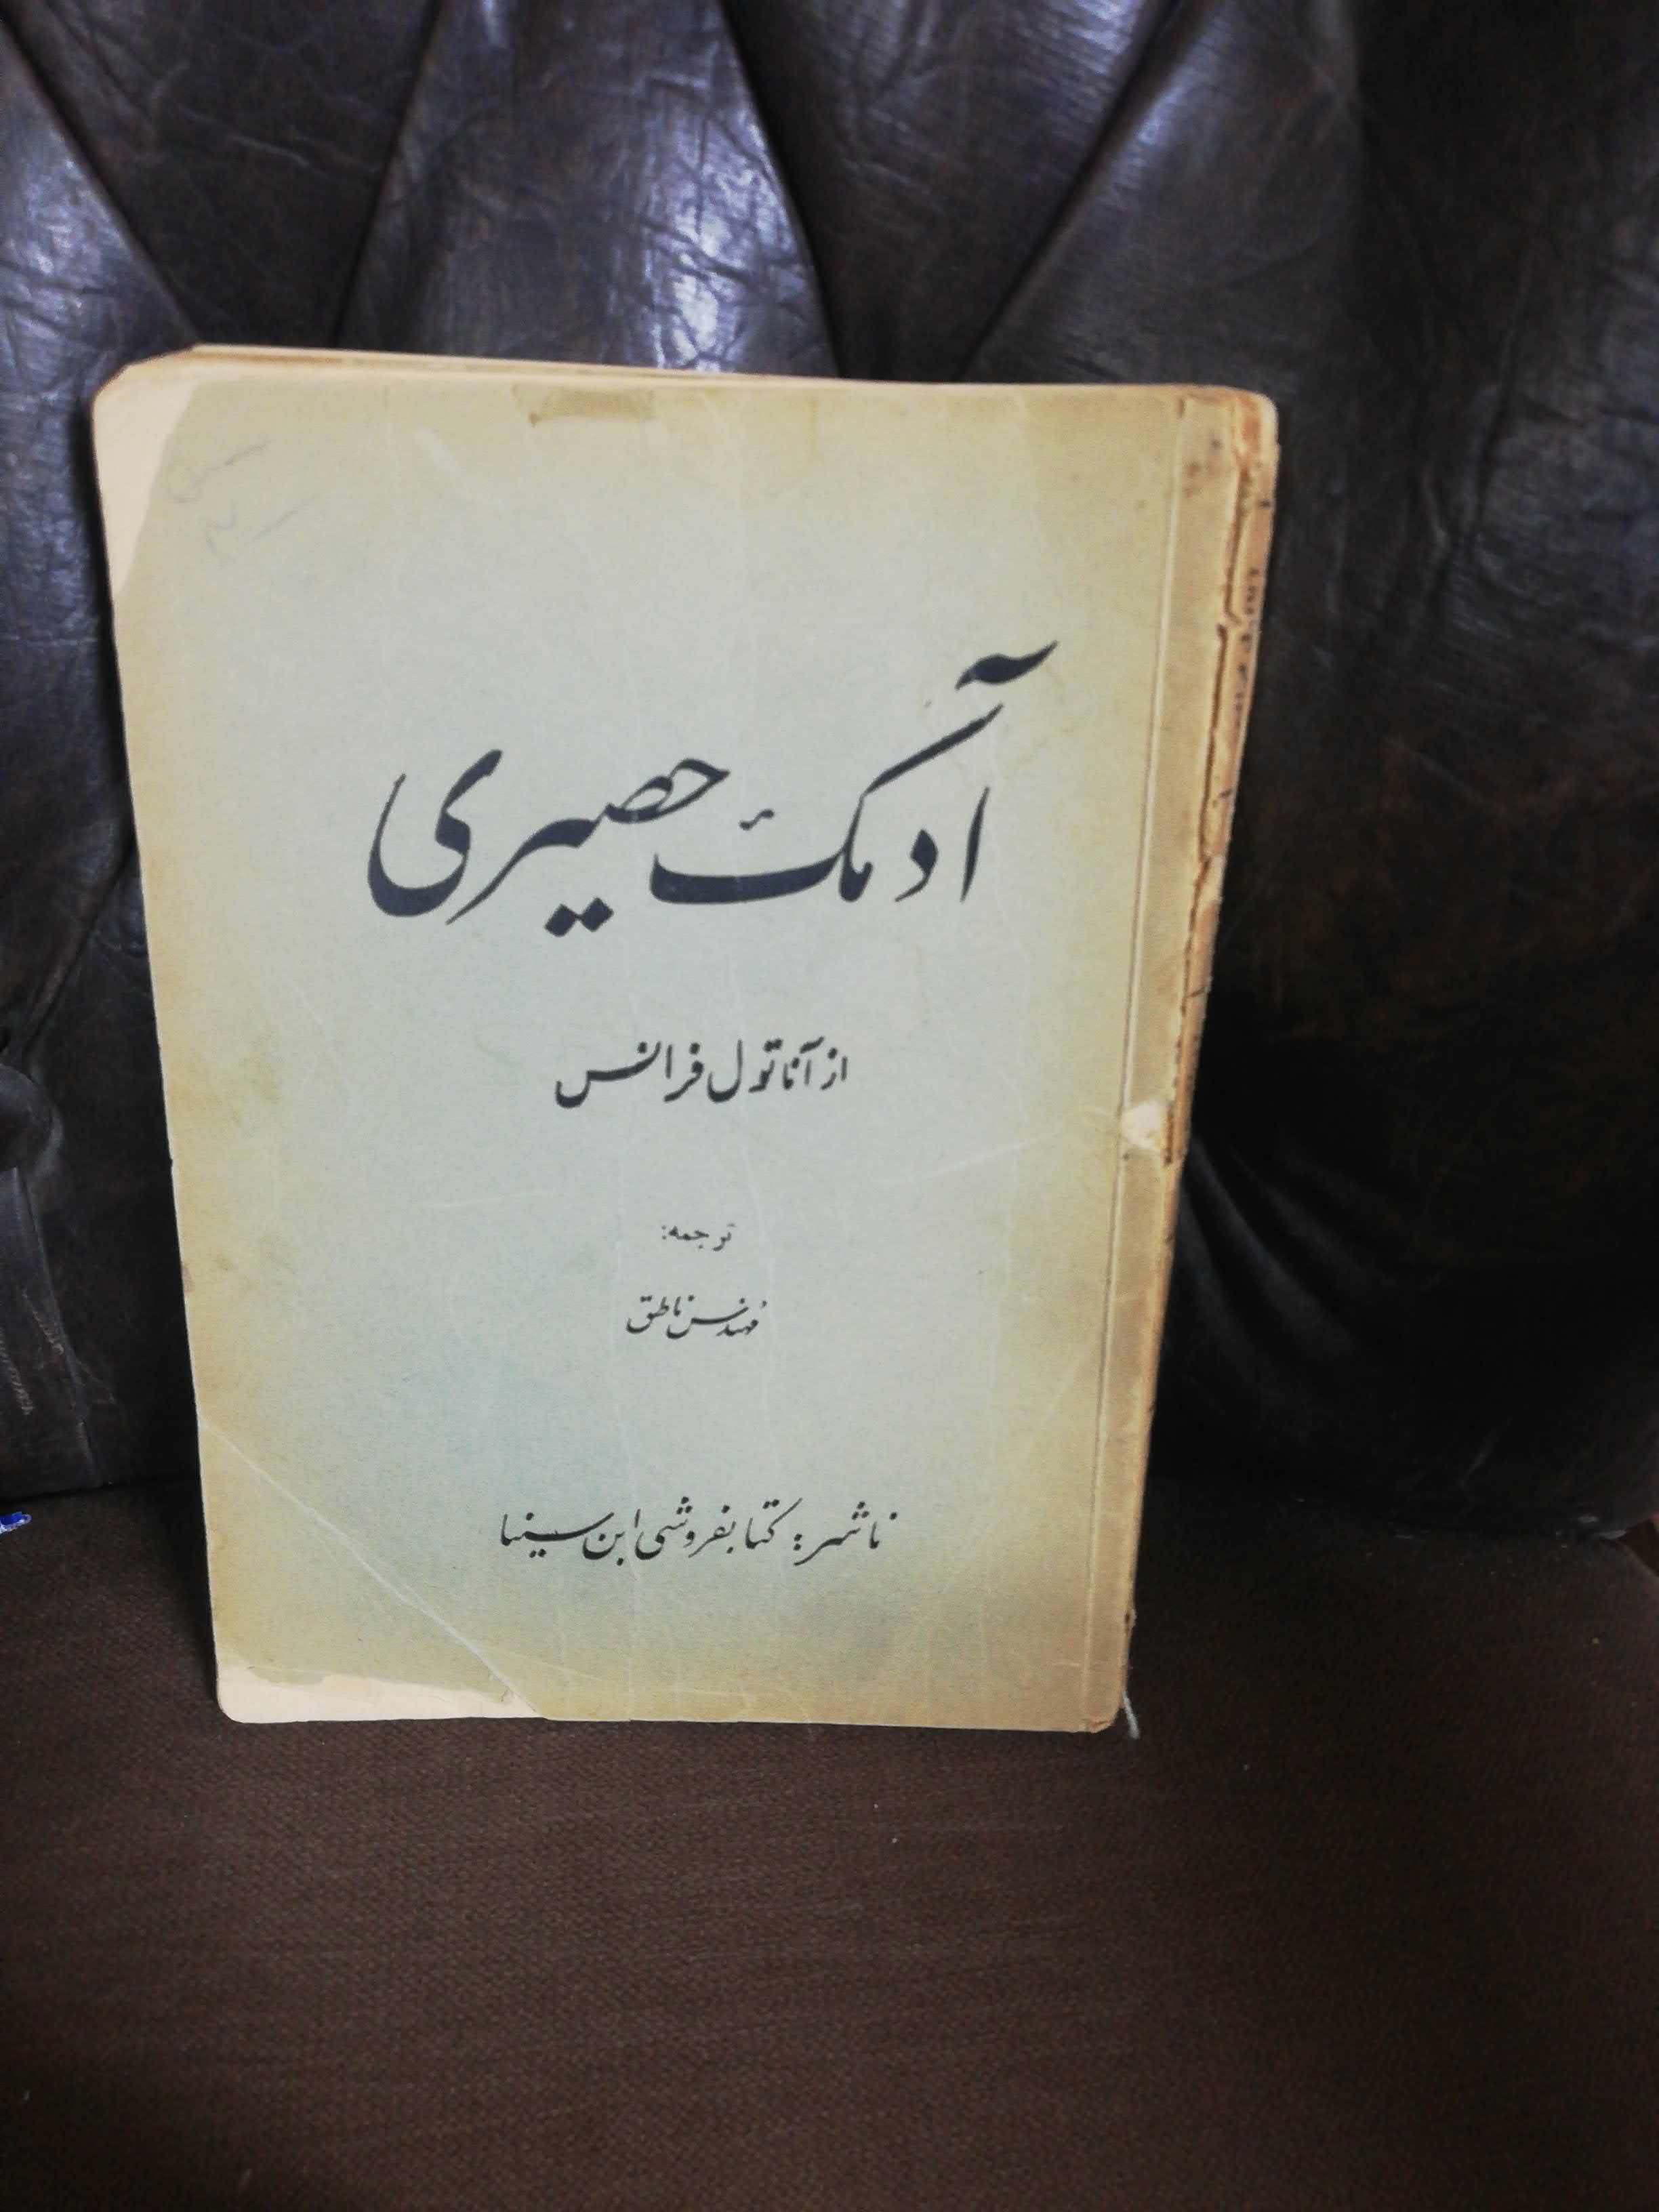 آدمک حصیری
از آناتول فرانس
ترجمه:
مهندس ناطق
ناشر: کتابفروشی ابن سینا